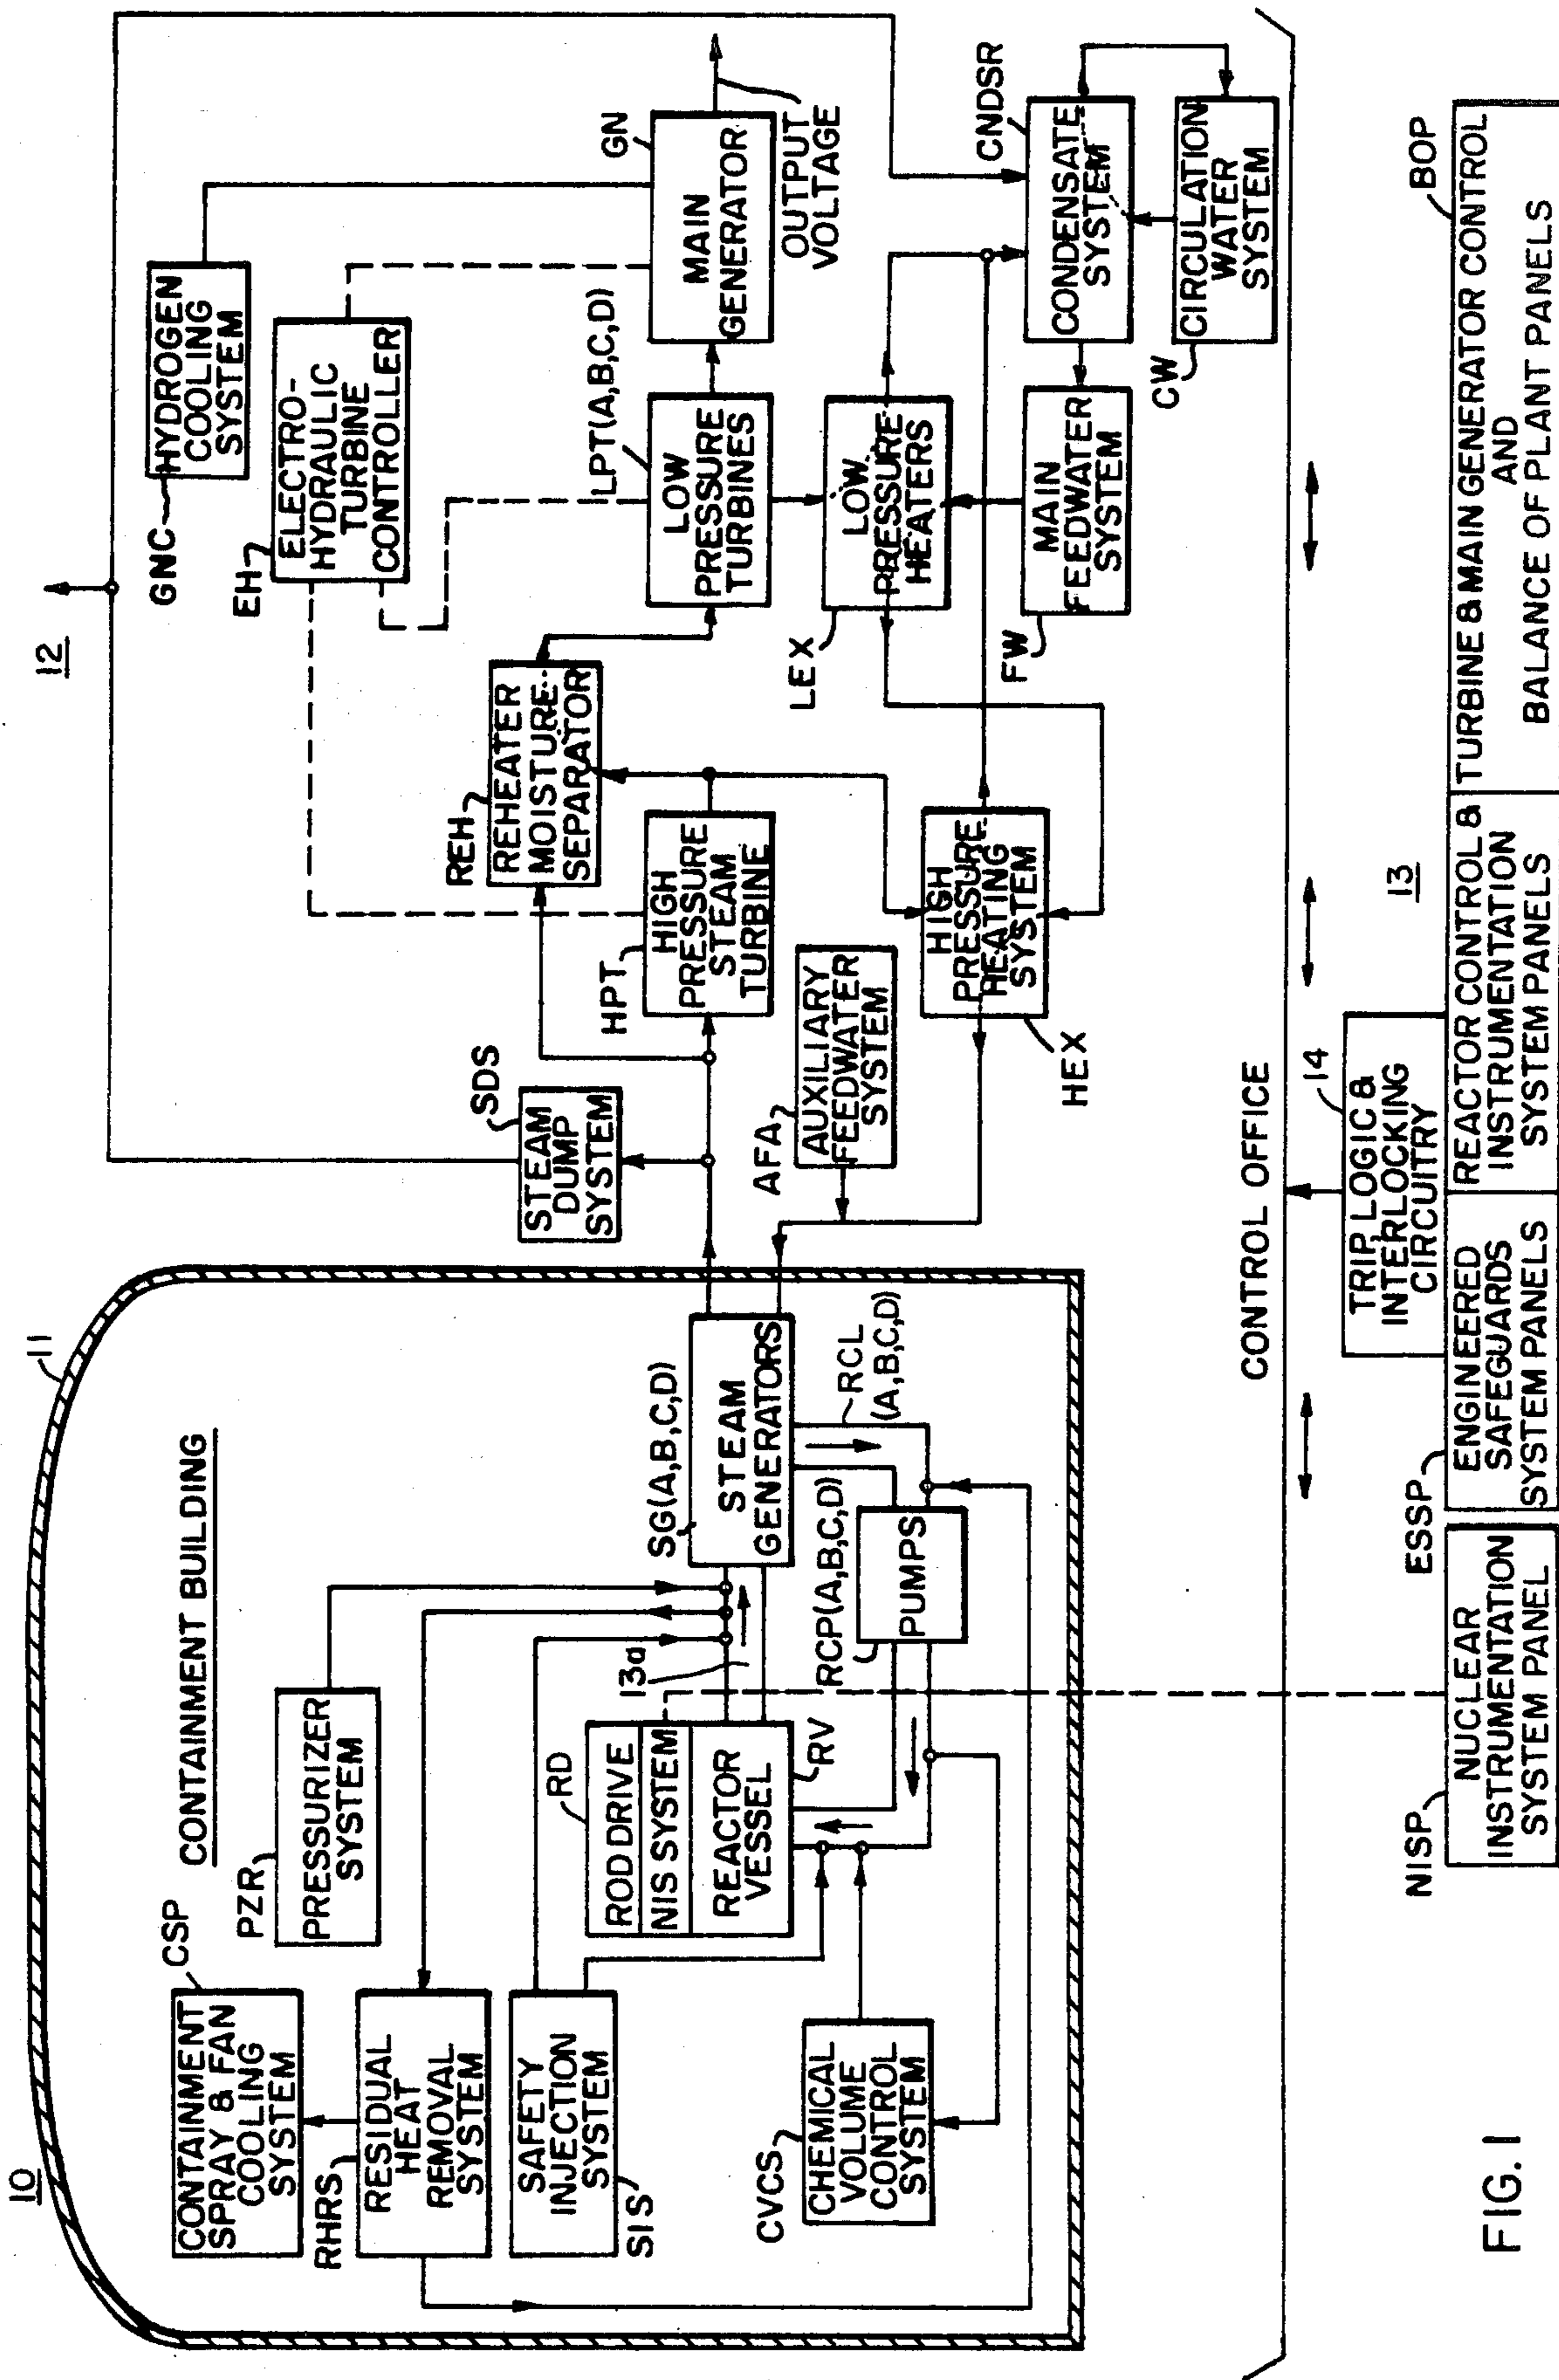 10
11
CONTAINMENT BUILDING
CONTAINMENT
SPRAY & FAN
COOLING
SYSTEM
CSP
RHRS
RESIDUAL
HEAT
REMOVAL
SYSTEM
PZR
PRESSURIZER
SYSTEM
SAFETY
INJECTION
SYSTEM
SIS
RD
ROD DRIVE
NIS SYSTEM
REACTOR
VESSEL
RV
13a
SG(A,B,C,D)
STEAM
GENERATORS
RCL
(A,B,C,D)
RCP(A,B,C,D)
PUMPS
CVCS
CHEMICAL
VOLUME
CONTROL
SYSTEM
12
SDS
STEAM
DUMP
SYSTEM
GNC
HYDROGEN
COOLING
SYSTEM
EH
ELECTRO-
HYDRAULIC
TURBINE
CONTROLLER
REH
REHEATER
MOISTURE
SEPARATOR
HPT
HIGH
PRESSURE
STEAM
TURBINE
LPT(A,B,C,D)
LOW
PRESSURE
TURBINES
GN
MAIN
GENERATOR
OUTPUT
VOLTAGE
AFA
AUXILIARY
FEEDWATER
SYSTEM
HIGH
PRESSURE
HEATING
SYSTEM
HEX
LEX
LOW
PRESSURE
HEATERS
FW
MAIN
FEEDWATER
SYSTEM
CNDSR
CONDENSATE
SYSTEM
CW
CIRCULATION
WATER
SYSTEM
CONTROL OFFICE
14
TRIP LOGIC &
INTERLOCKING
CIRCUITRY
13
NISP
NUCLEAR
INSTRUMENTATION
SYSTEM PANEL
ESSP
ENGINEERED
SAFEGUARDS
SYSTEM PANELS
REACTOR CONTROL &
INSTRUMENTATION
SYSTEM PANELS
BOP
TURBINE & MAIN GENERATOR CONTROL
AND
BALANCE OF PLANT PANELS
FIG. 1